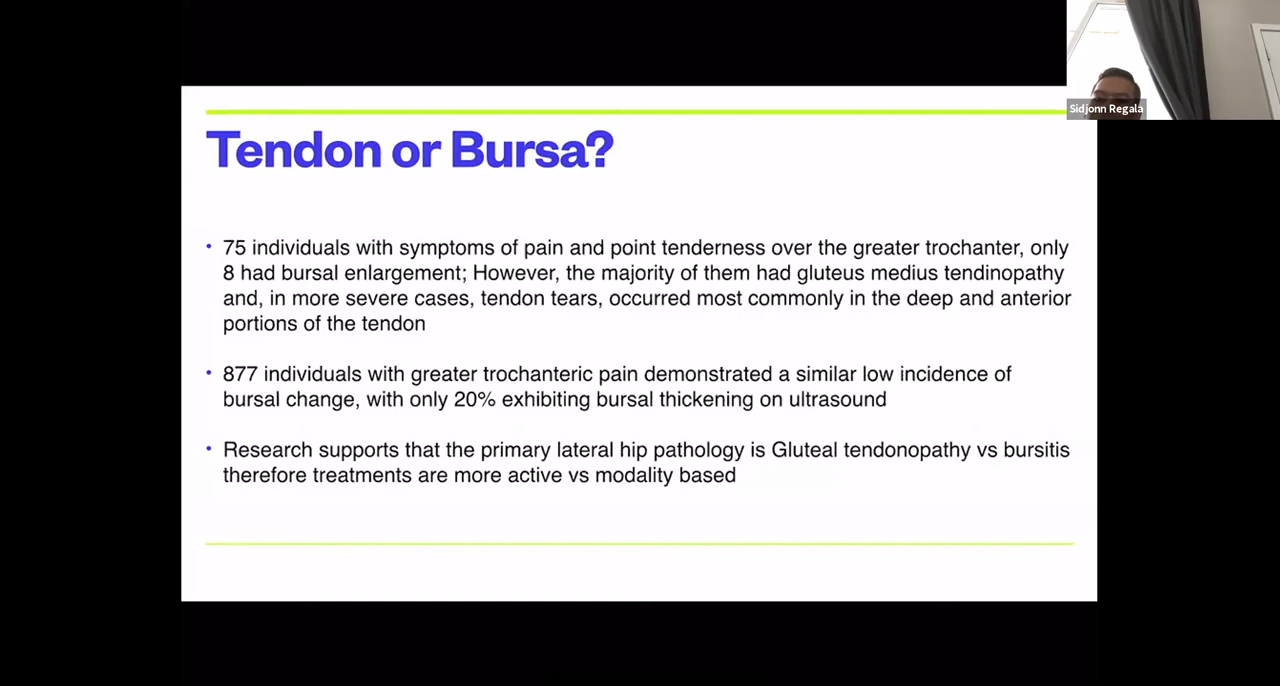 Sidjonn Regala
Tendon or Bursa?
• 75 individuals with symptoms of pain and point tenderness over the greater trochanter, only
8 had bursal enlargement; However, the majority of them had gluteus medius tendinopathy
and, in more severe cases, tendon tears, occurred most commonly in the deep and anterior
portions of the tendon
• 877 individuals with greater trochanteric pain demonstrated a similar low incidence of
bursal change, with only 20% exhibiting bursal thickening on ultrasound
• Research supports that the primary lateral hip pathology is Gluteal tendonopathy vs bursitis
therefore treatments are more active vs modality based